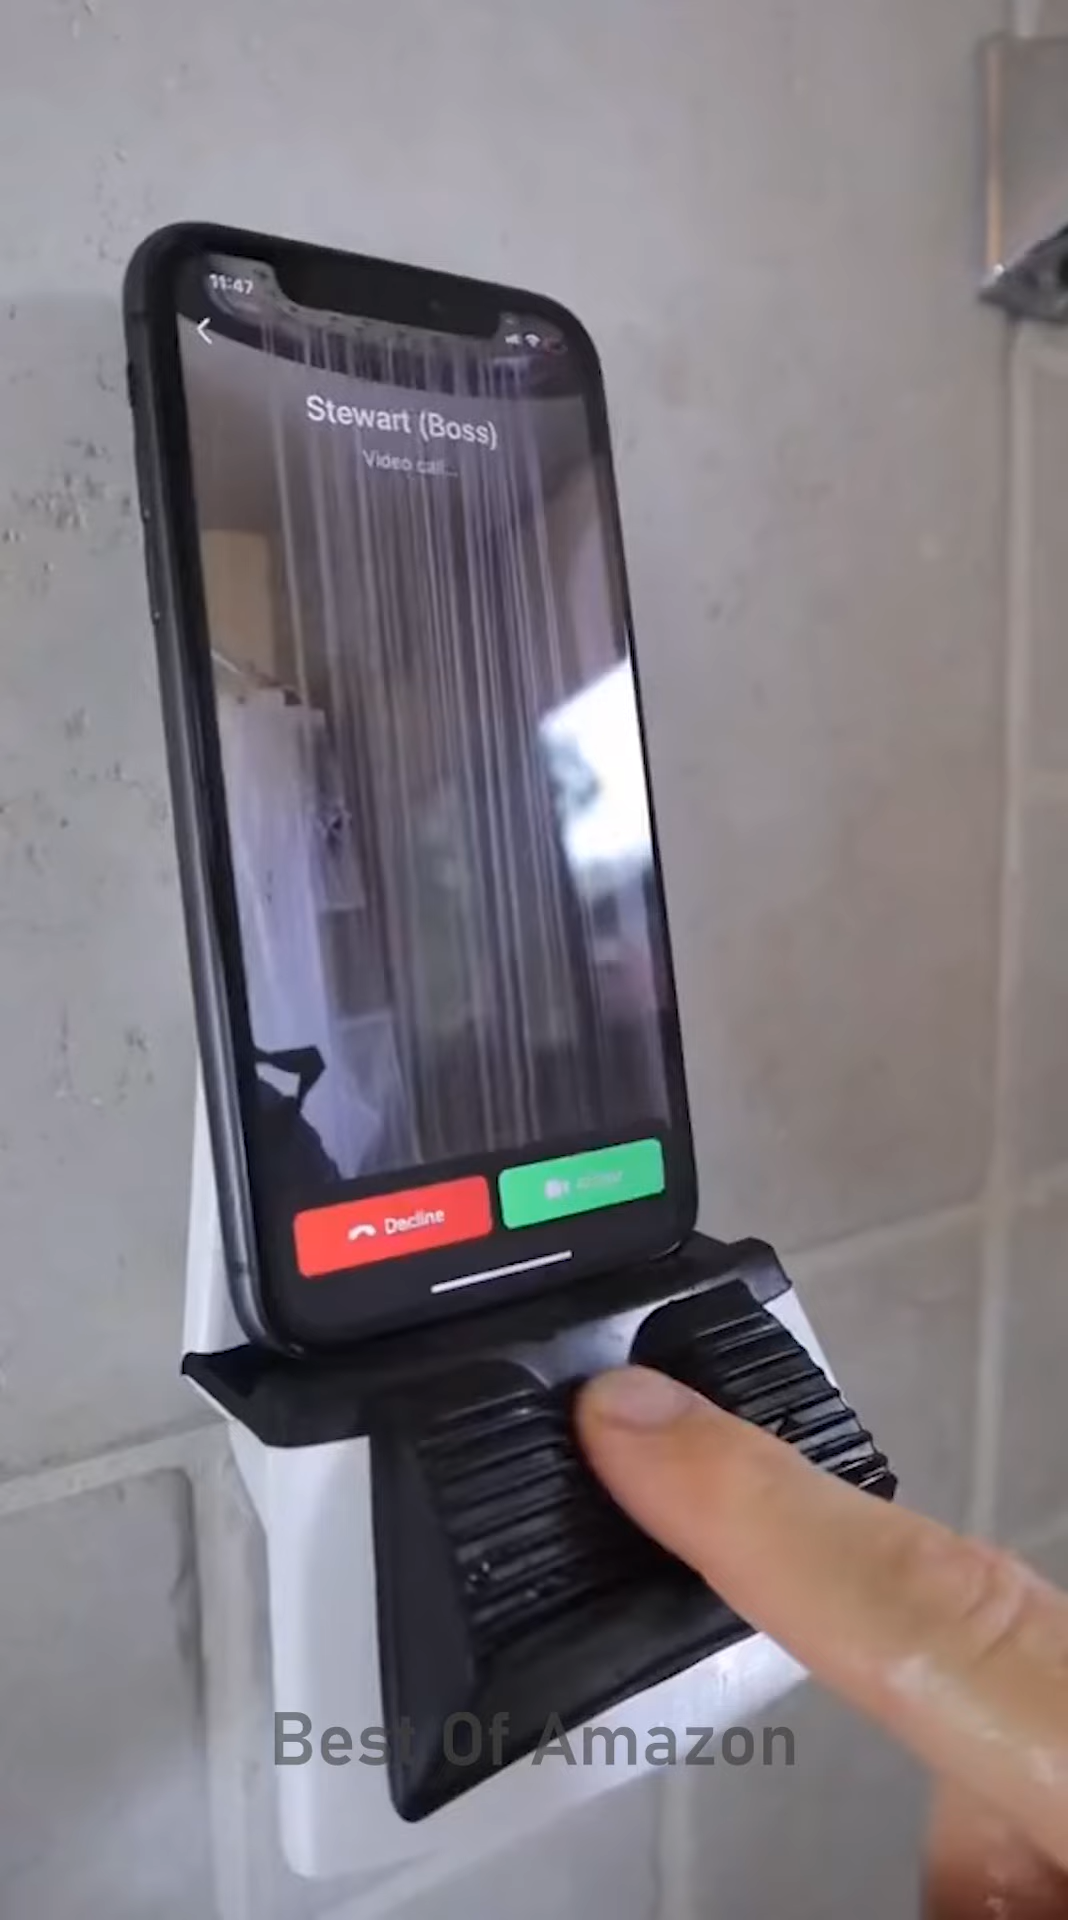 11:47
Stewart (Boss)
Video call...
Decline
Best Of Amazon